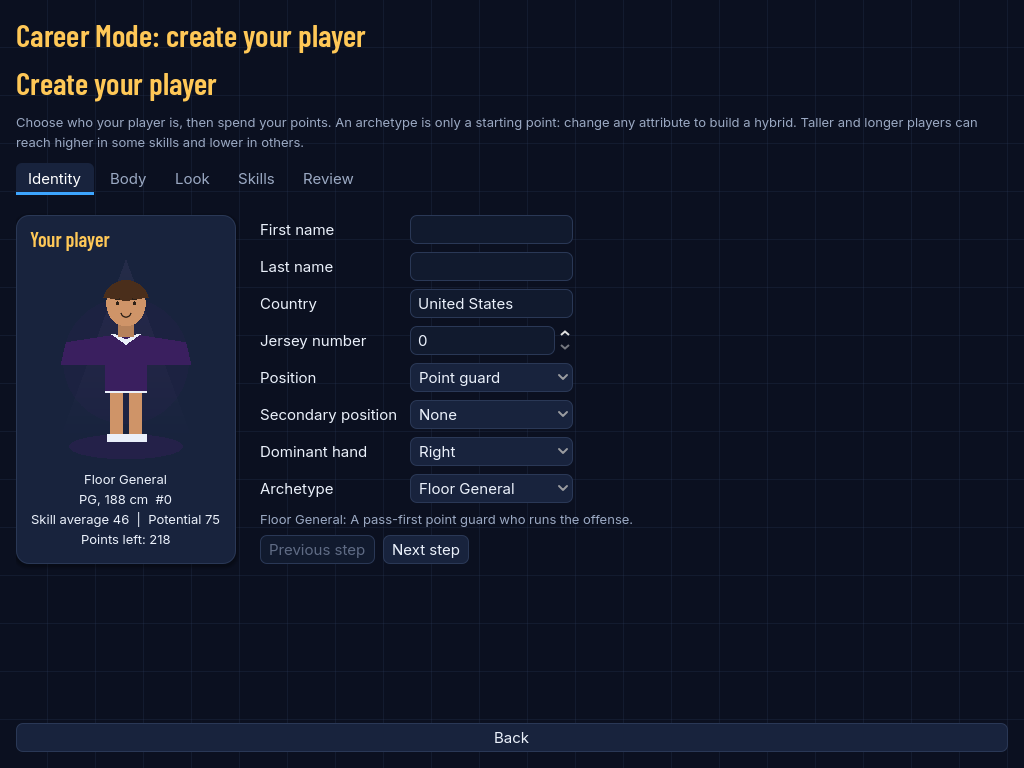 Career Mode: create your player
Create your player
Choose who your player is, then spend your points. An archetype is only a starting point: change any attribute to build a hybrid. Taller and longer players can
reach higher in some skills and lower in others.
Identity Body Look Skills Review
Your player
Floor General
PG, 188 cm #0
Skill average 46 | Potential 75
Points left: 218
First name
Last name
Country United States
Jersey number 0
Position Point guard
Secondary position None
Dominant hand Right
Archetype Floor General
Floor General: A pass-first point guard who runs the offense.
Previous step Next step
Back